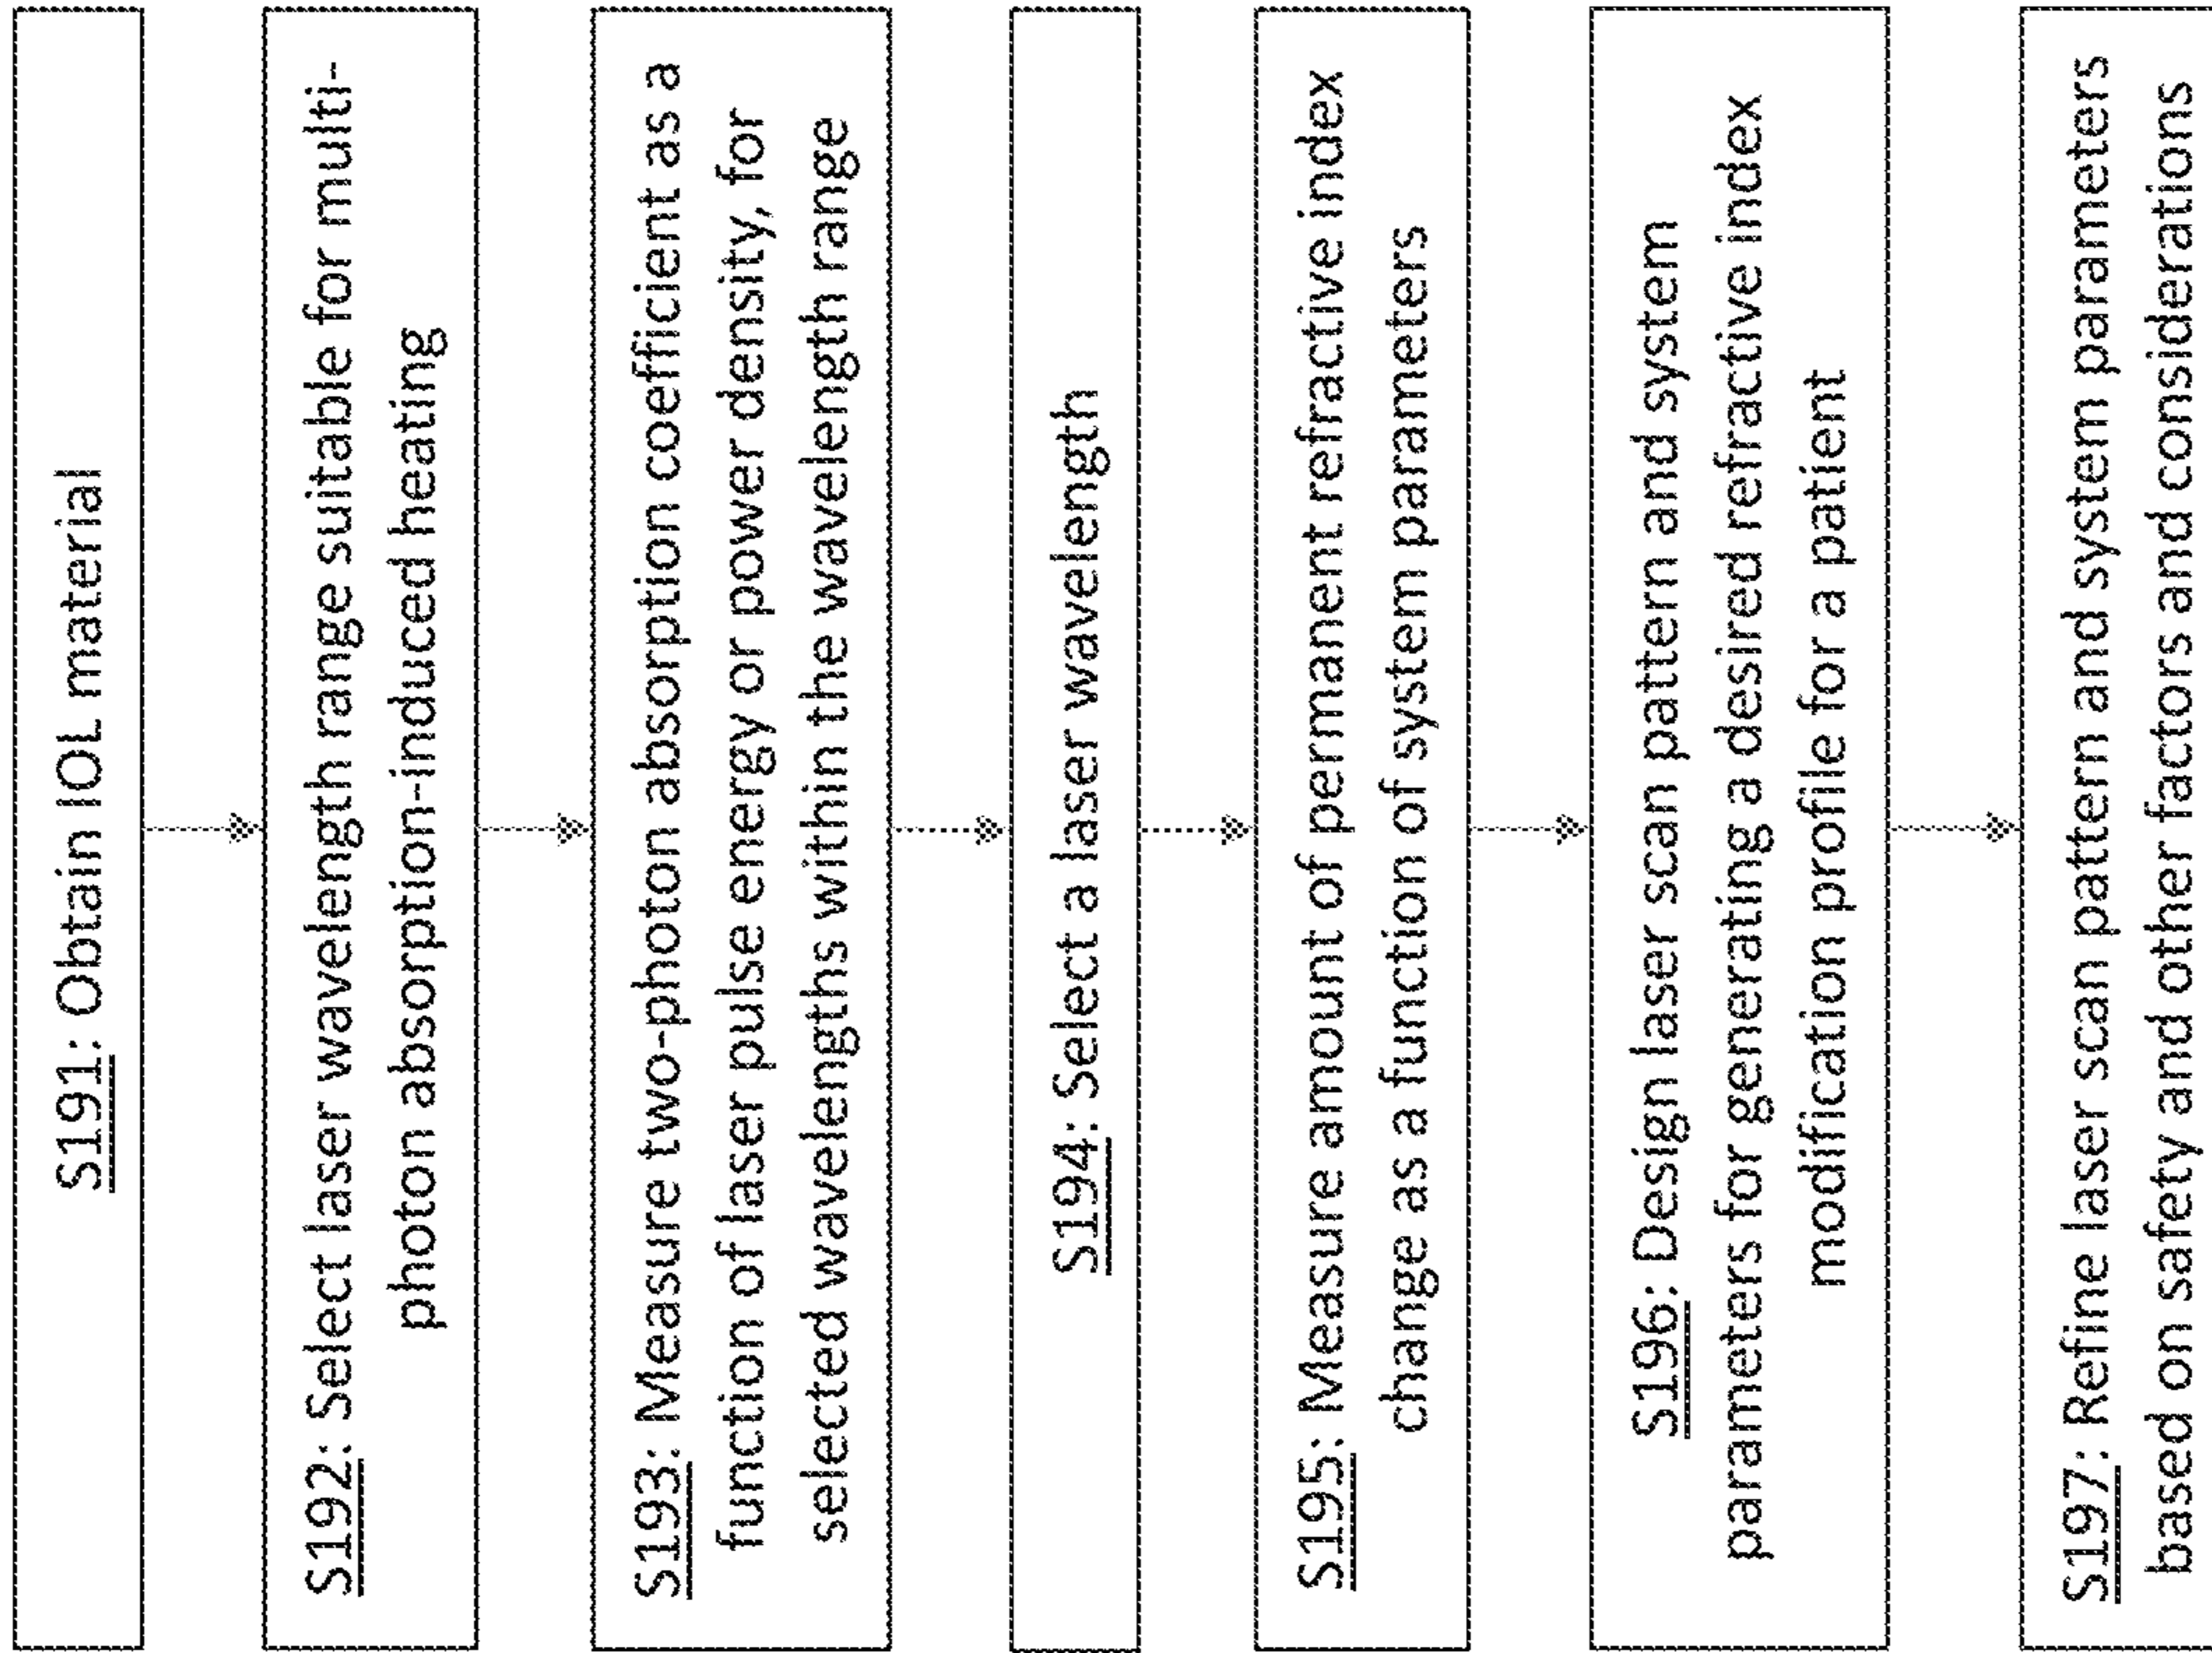 S191: Obtain IOL material
S192: Select laser wavelength range suitable for multi-
photon absorption-induced heating
S193: Measure two-photon absorption coefficient as a
function of laser pulse energy or power density, for
selected wavelengths within the wavelength range
S194: Select a laser wavelength
S195: Measure amount of permanent refractive index
change as a function of system parameters
S196: Design laser scan pattern and system
parameters for generating a desired refractive index
modification profile for a patient
S197: Refine laser scan pattern and system parameters
based on safety and other factors and considerations